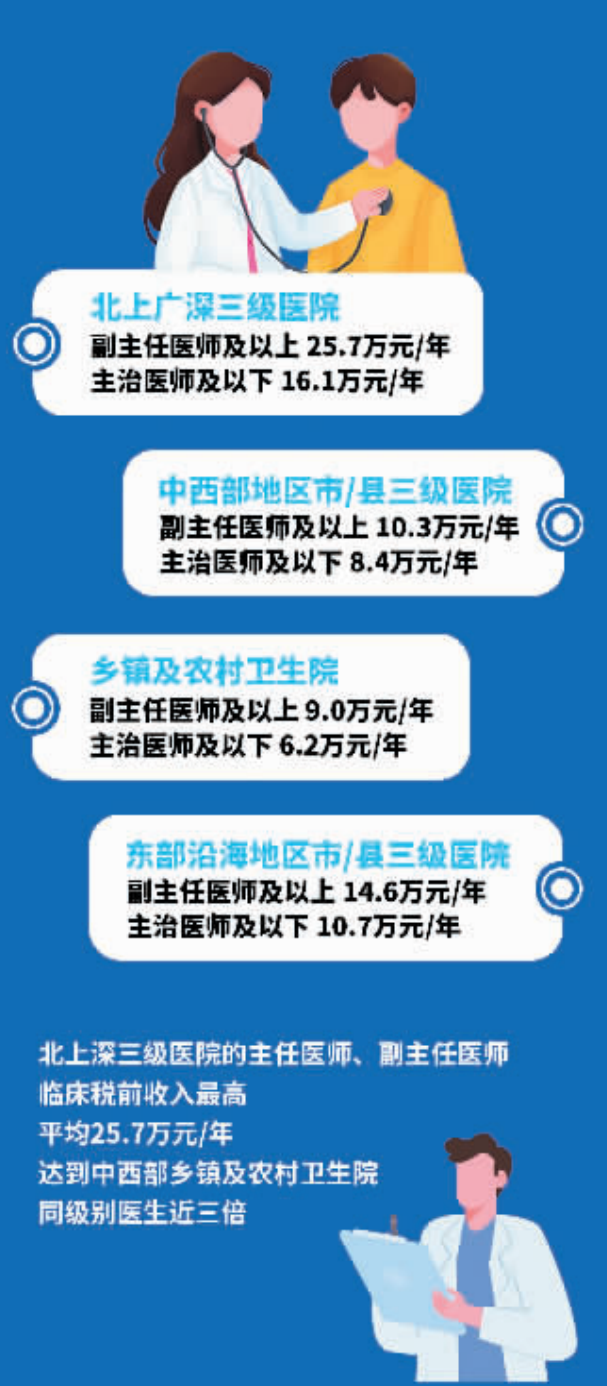 北上广深三级医院
副主任医师及以上 25.7万元/年
主治医师及以下 16.1万元/年
中西部地区市/县三级医院
副主任医师及以上 10.3万元/年
主治医师及以下 8.4万元/年
乡镇及农村卫生院
副主任医师及以上 9.0万元/年
主治医师及以下 6.2万元/年
东部沿海地区市/县三级医院
副主任医师及以上 14.6万元/年
主治医师及以下 10.7万元/年
北上深三级医院的主任医师、副主任医师
临床税前收入最高
平均25.7万元/年
达到中西部乡镇及农村卫生院
同级别医生近三倍